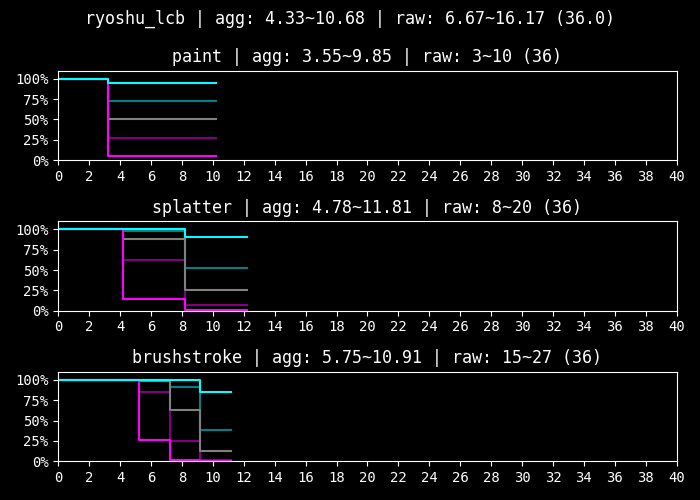 ryoshu_lcb | agg: 4.33~10.68 | raw: 6.67~16.17 (36.0)
paint | agg: 3.55~9.85 | raw: 3~10 (36)
100%
75%
50%
25%
0%
0 2 4 6 8 10 12 14 16 18 20 22 24 26 28 30 32 34 36 38 40
splatter | agg: 4.78~11.81 | raw: 8~20 (36)
100%
75%
50%
25%
0%
0 2 4 6 8 10 12 14 16 18 20 22 24 26 28 30 32 34 36 38 40
brushstroke | agg: 5.75~10.91 | raw: 15~27 (36)
100%
75%
50%
25%
0%
0 2 4 6 8 10 12 14 16 18 20 22 24 26 28 30 32 34 36 38 40